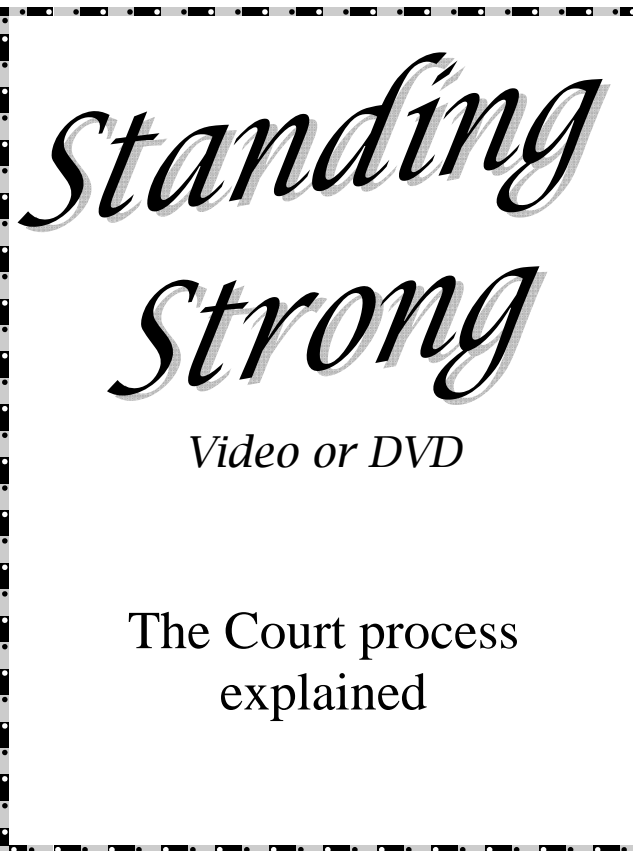 Standing
Strong
Video or DVD
The Court process
explained